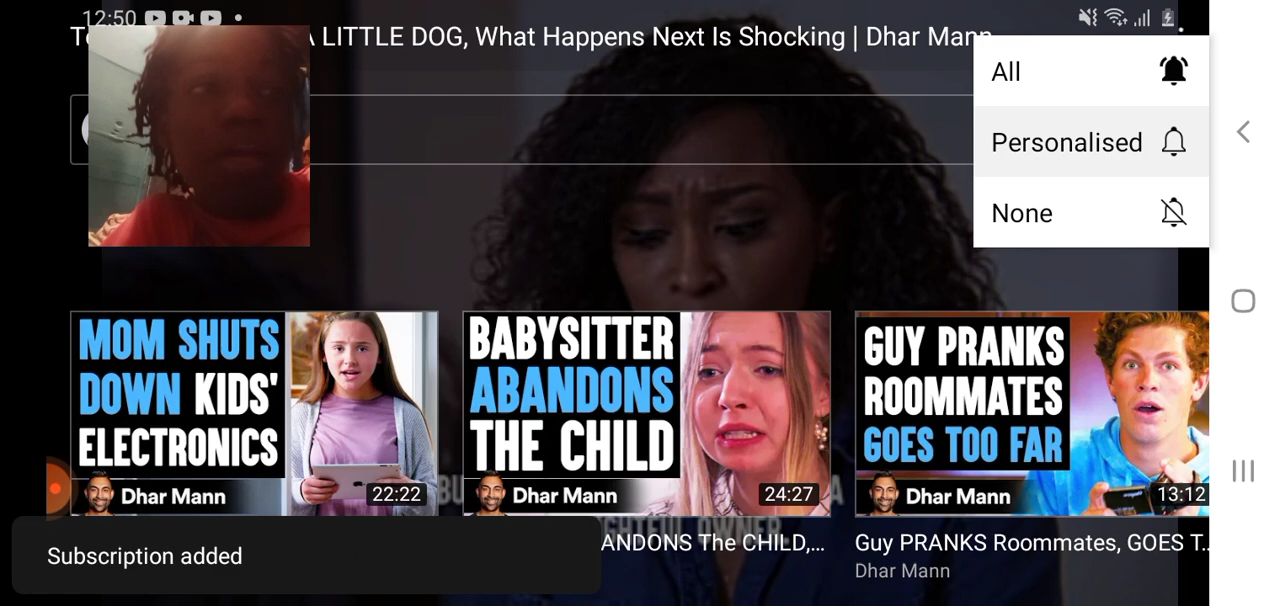 12:50
A LITTLE DOG, What Happens Next Is Shocking | Dhar Mann
All
Personalised
None
MOM SHUTS
DOWN KIDS'
ELECTRONICS
Dhar Mann
22:22
BABYSITTER
ABANDONS
THE CHILD
Dhar Mann
24:27
GUY PRANKS
ROOMMATES
GOES TOO FAR
Dhar Mann
13:12
OWNER.
Subscription added
ANDONS The CHILD,...
Guy PRANKS Roommates, GOES T...
Dhar Mann